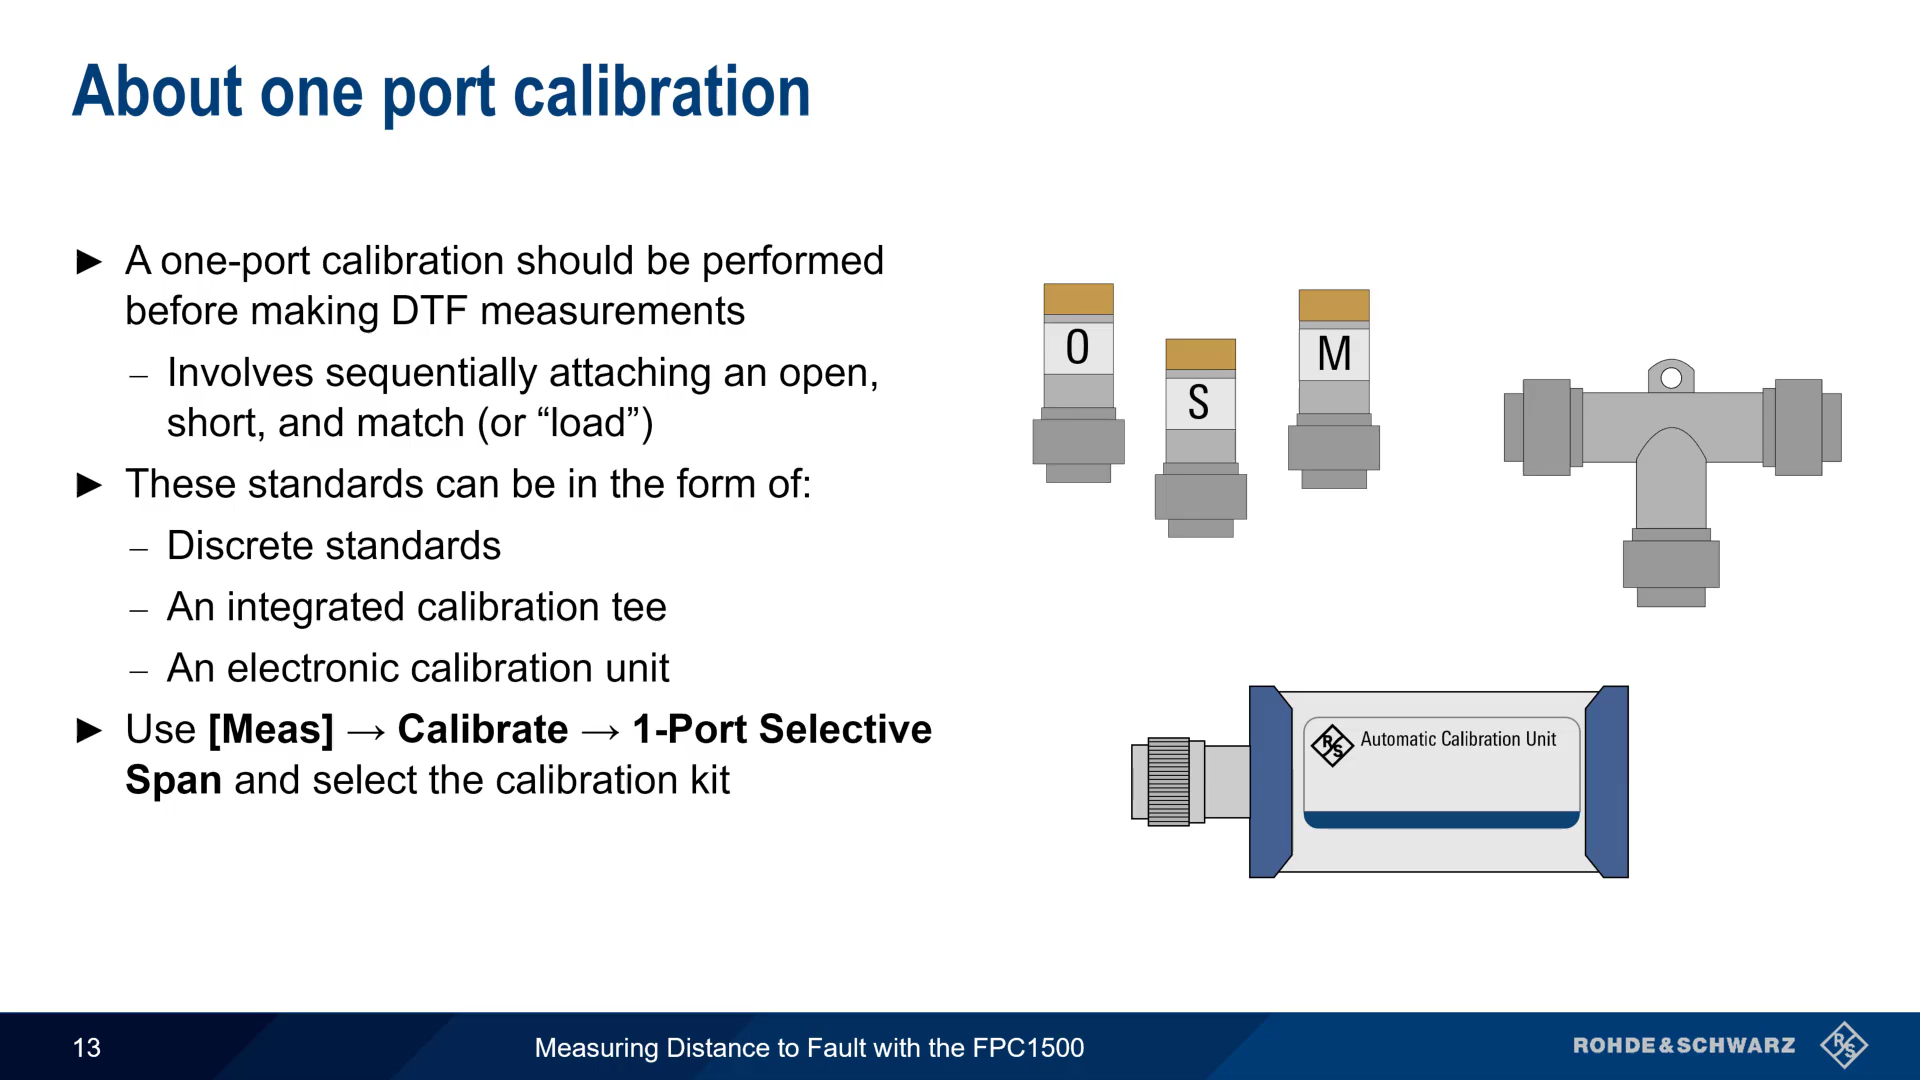 About one port calibration
► A one-port calibration should be performed
before making DTF measurements
– Involves sequentially attaching an open,
short, and match (or “load”)
► These standards can be in the form of:
– Discrete standards
– An integrated calibration tee
– An electronic calibration unit
► Use [Meas] → Calibrate → 1-Port Selective
Span and select the calibration kit
O
S
M
RS Automatic Calibration Unit
13
Measuring Distance to Fault with the FPC1500
ROHDE&SCHWARZ
RS